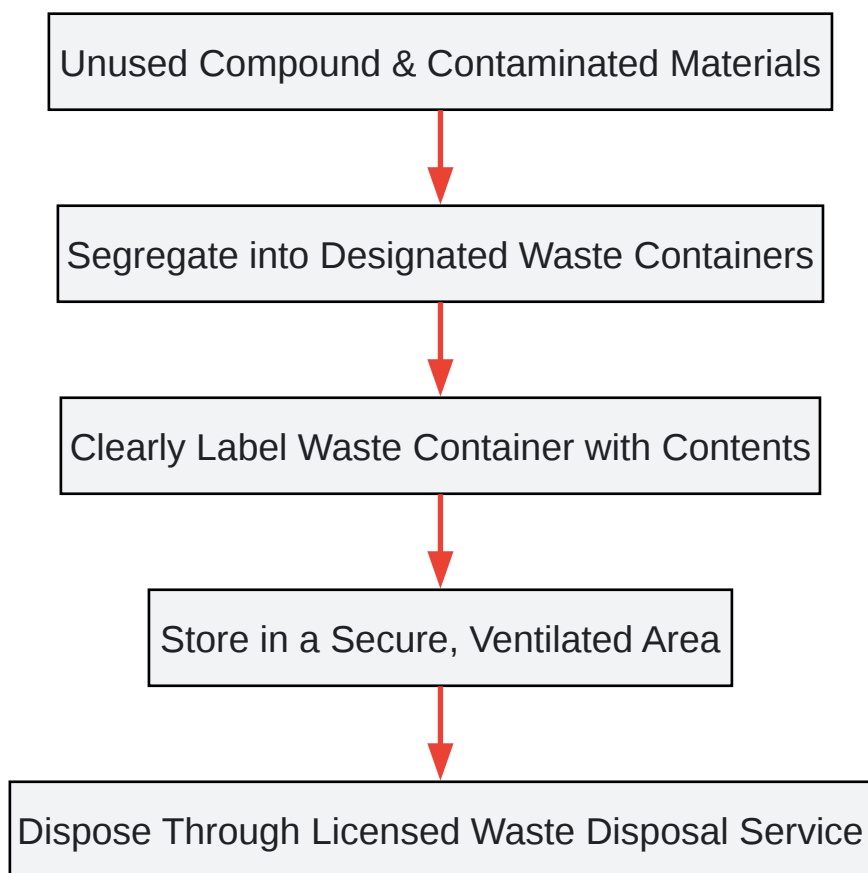 Unused Compound & Contaminated Materials
Segregate into Designated Waste Containers
Clearly Label Waste Container with Contents
Store in a Secure, Ventilated Area
Dispose Through Licensed Waste Disposal Service